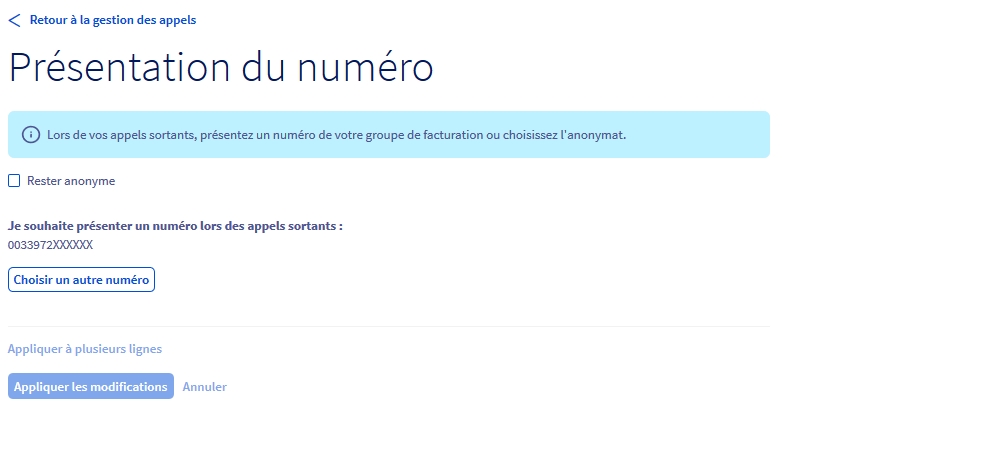 Retour à la gestion des appels
Présentation du numéro
Lors de vos appels sortants, présentez un numéro de votre groupe de facturation ou choisissez l'anonymat.
Rester anonyme
Je souhaite présenter un numéro lors des appels sortants :
0033972XXXXXX
Choisir un autre numéro
Appliquer à plusieurs lignes
Appliquer les modifications Annuler